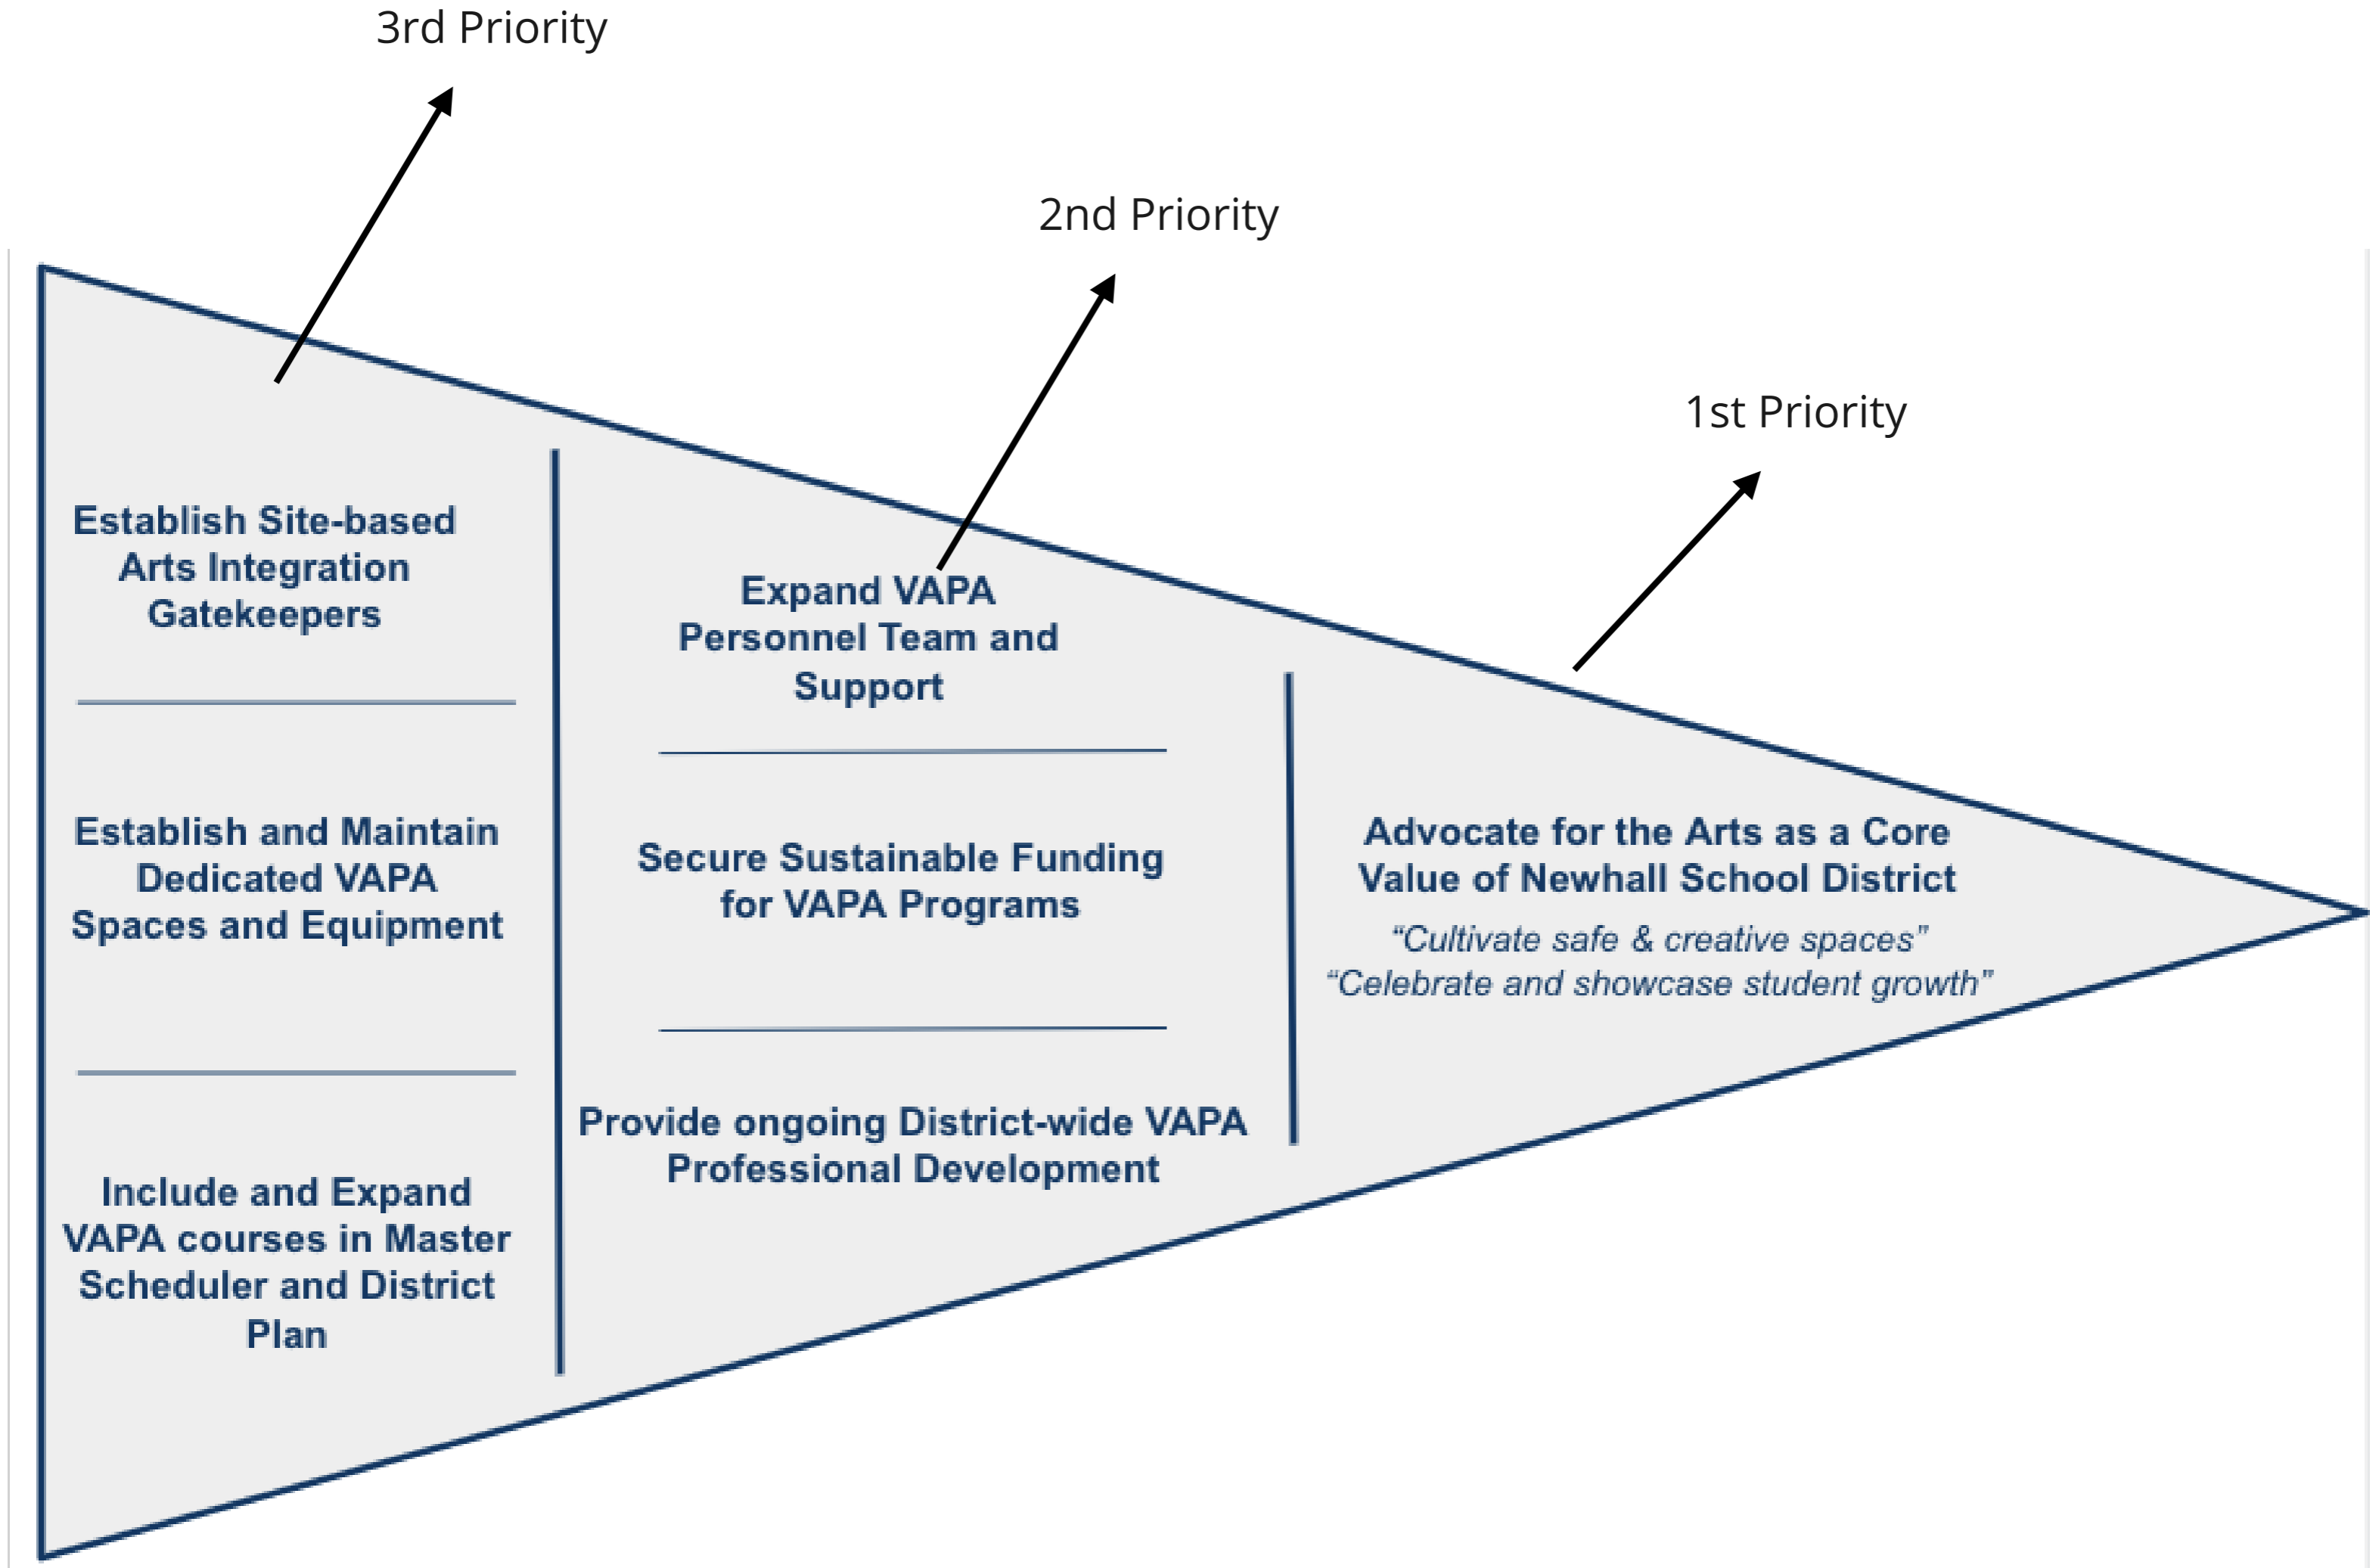 3rd Priority
2nd Priority
1st Priority
Establish Site-based
Arts Integration
Gatekeepers
Establish and Maintain
Dedicated VAPA
Spaces and Equipment
Include and Expand
VAPA courses in Master
Scheduler and District
Plan
Expand VAPA
Personnel Team and
Support
Secure Sustainable Funding
for VAPA Programs
Provide ongoing District-wide VAPA
Professional Development
Advocate for the Arts as a Core
Value of Newhall School District
“Cultivate safe & creative spaces”
“Celebrate and showcase student growth”